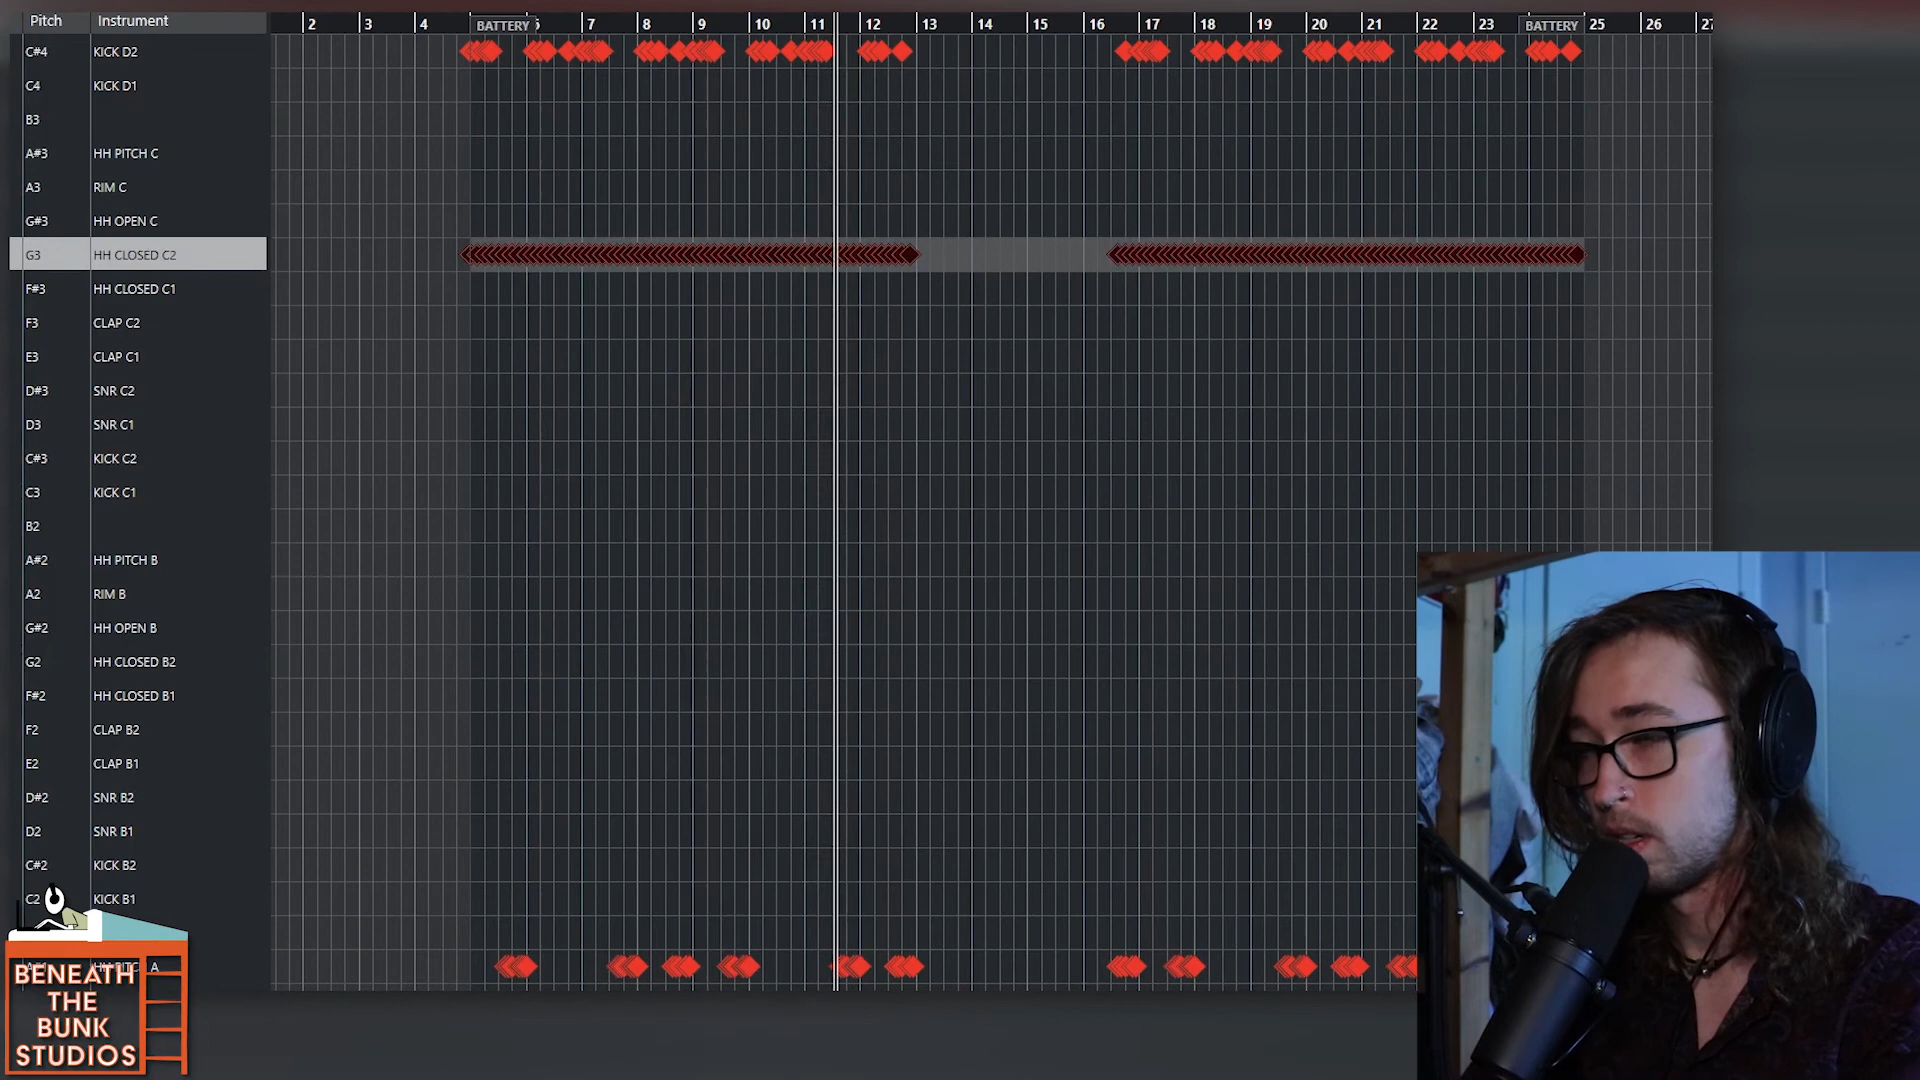 Pitch Instrument 2 3 4 BATTERY 7 8 9 10 11 12 13 14 15 16 17 18 19 20 21 22 23 BATTERY 25 26 27
C#4 KICK D2
C4 KICK D1
B3
A#3 HH PITCH C
A3 RIM C
G#3 HH OPEN C
G3 HH CLOSED C2
F#3 HH CLOSED C1
F3 CLAP C2
E3 CLAP C1
D#3 SNR C2
D3 SNR C1
C#3 KICK C2
C3 KICK C1
B2
A#2 HH PITCH B
A2 RIM B
G#2 HH OPEN B
G2 HH CLOSED B2
F#2 HH CLOSED B1
F2 CLAP B2
E2 CLAP B1
D#2 SNR B2
D2 SNR B1
C#2 KICK B2
C2 KICK B1
HH PITCH A
BENEATH
THE
BUNK
STUDIOS